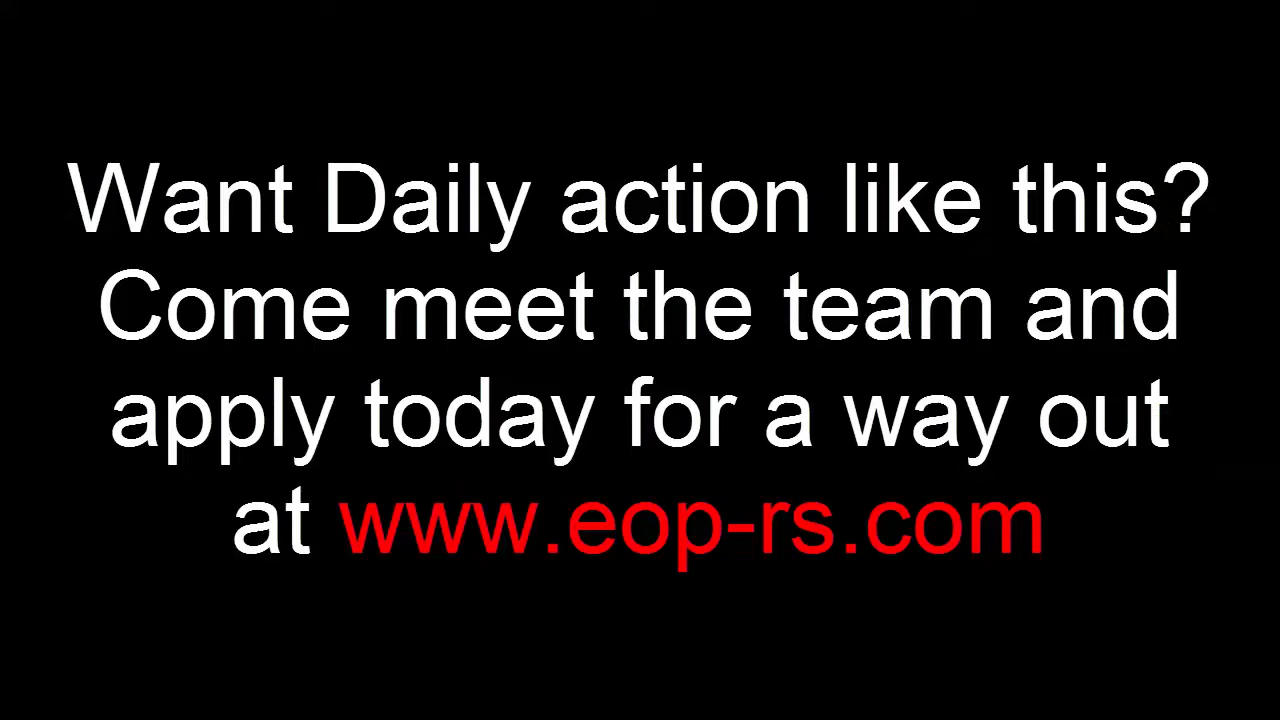 Want Daily action like this?
Come meet the team and
apply today for a way out
at www.eop-rs.com